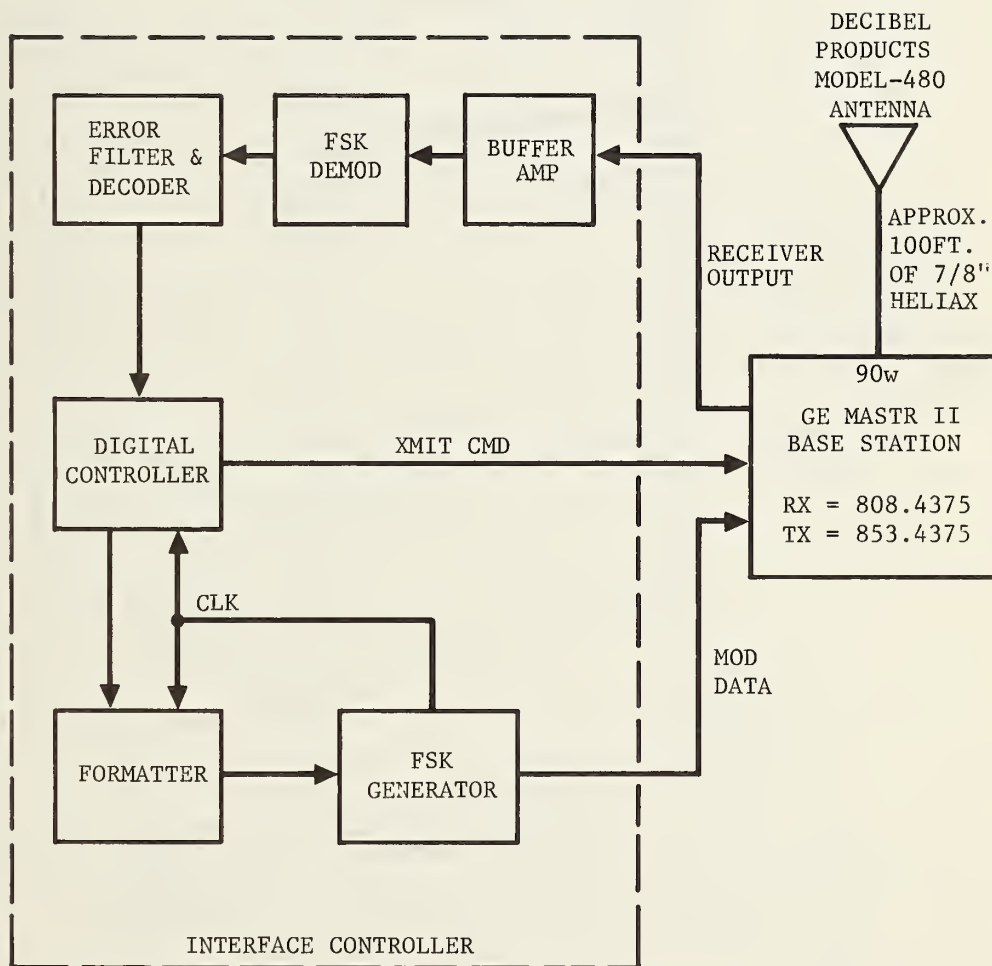 DECIBEL
PRODUCTS
MODEL-480
ANTENNA
ERROR
FILTER &
DECODER
FSK
DEMOD
BUFFER
AMP
APPROX.
100FT.
OF 7/8"
HELIAX
RECEIVER
OUTPUT
90w
GE MASTR II
BASE STATION
RX = 808.4375
TX = 853.4375
DIGITAL
CONTROLLER
XMIT CMD
CLK
MOD
DATA
FORMATTER
FSK
GENERATOR
INTERFACE CONTROLLER